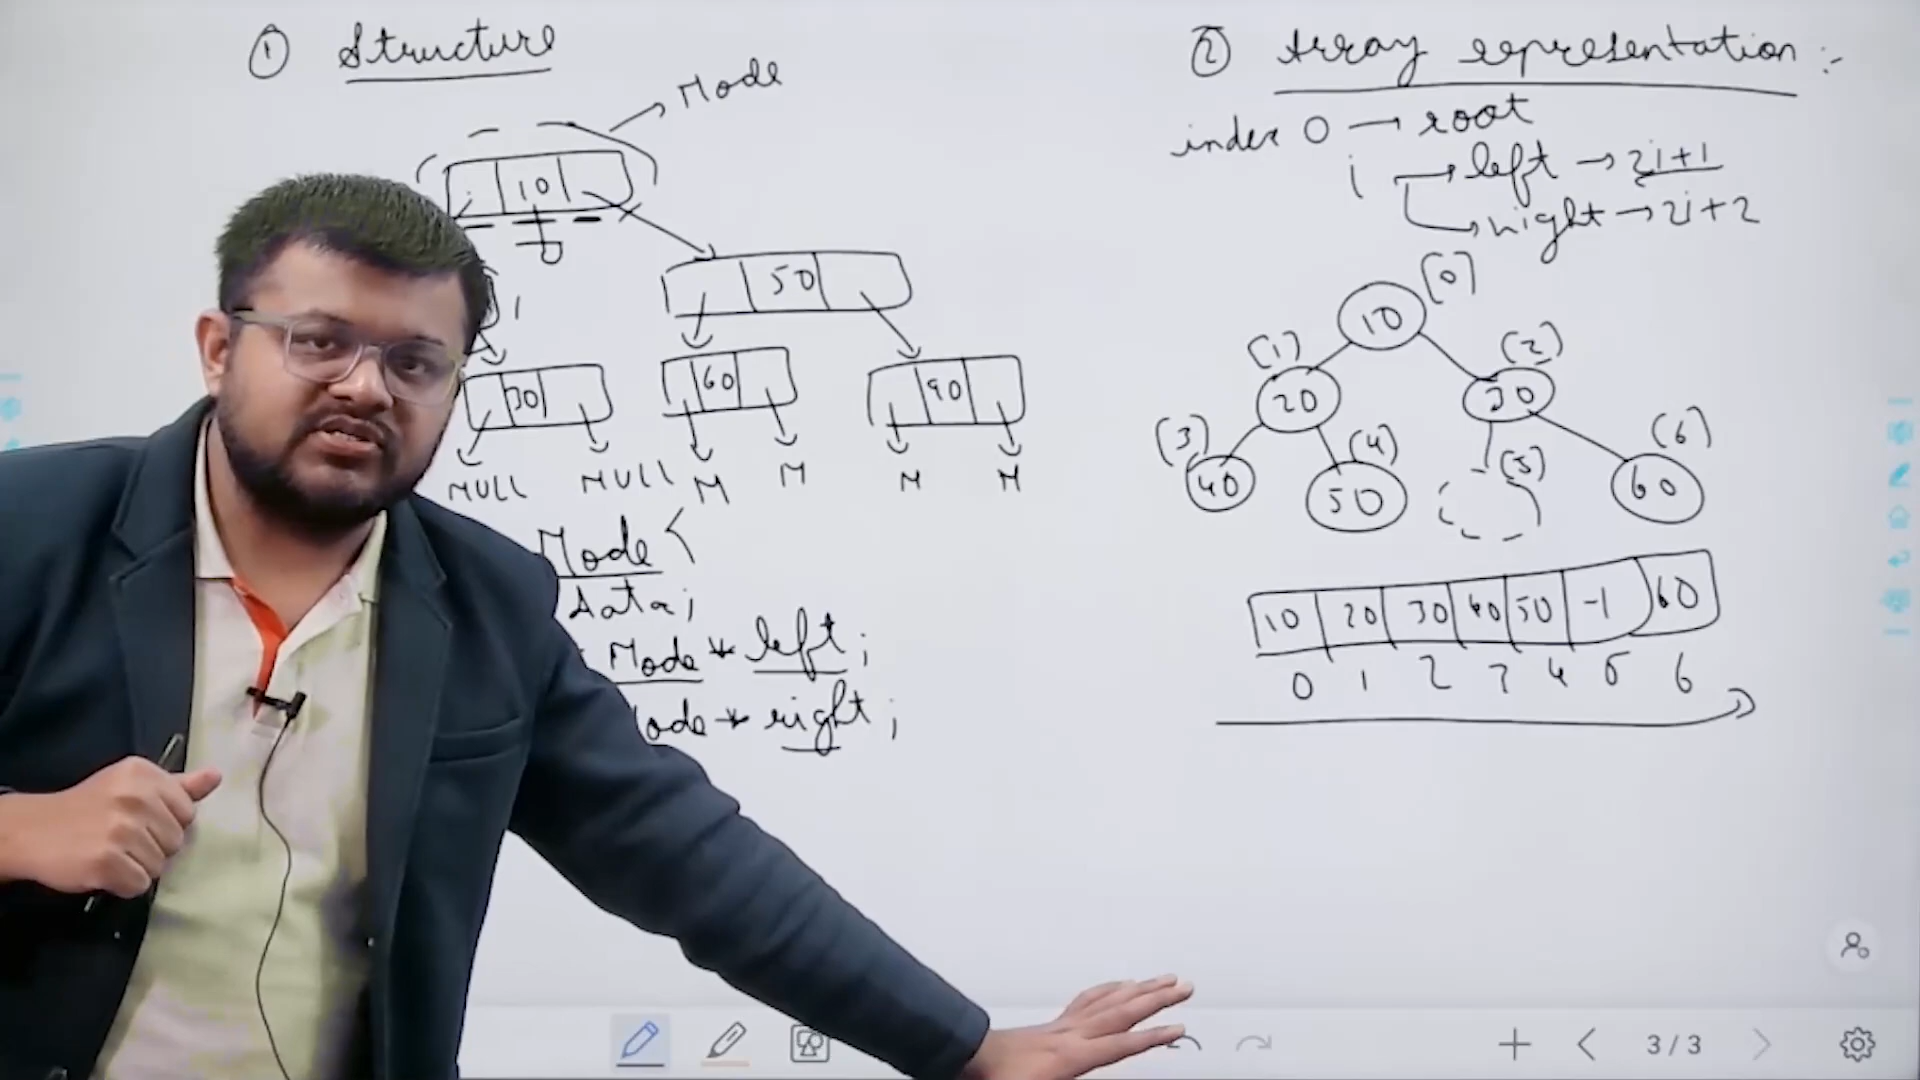 ① Structure
Node
10
50
30 60 90
NULL NULL N N N N
Node {
data;
Node * left;
ode * right;
② Array representation :-
index 0 → root
i → left → 2i+1
→ right → 2i+2
10 [0]
(1) (2)
20 30
(3) (4) (5) (6)
40 50 60
10 20 30 40 50 -1 60
0 1 2 3 4 5 6
3/3